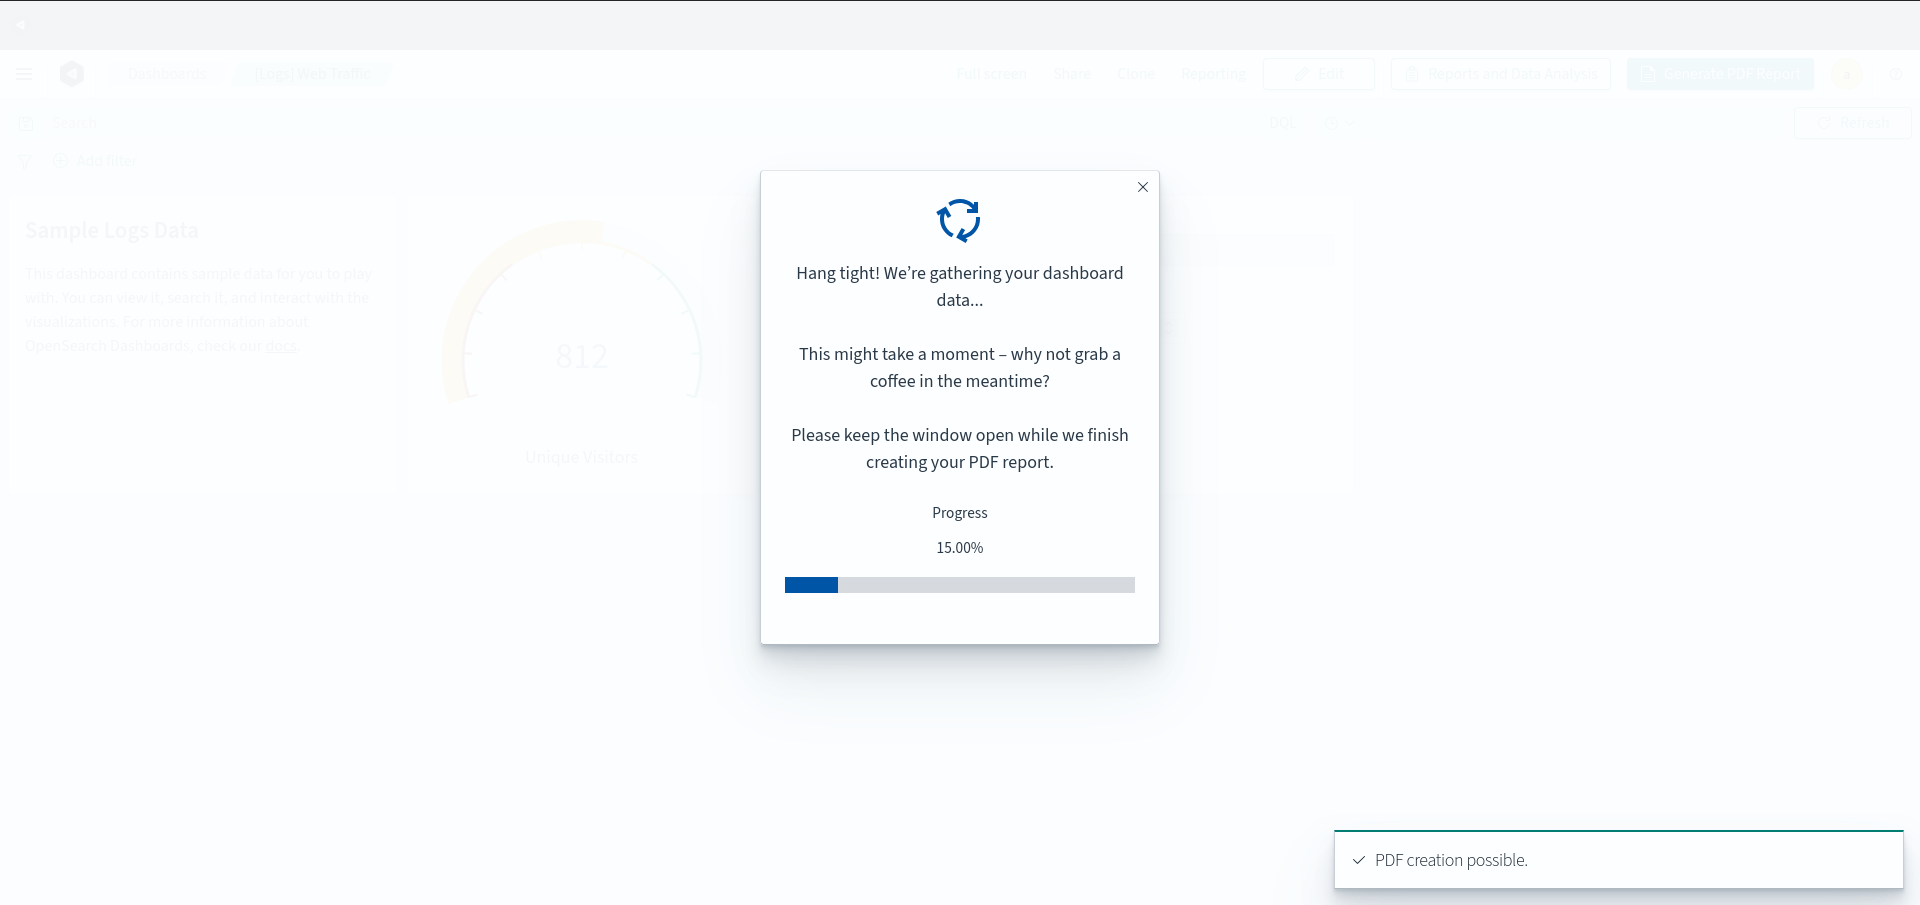 Dashboards
[Logs] Web Traffic
Full screen
Share
Clone
Reporting
Edit
Reports and Data Analysis
Generate PDF Report
a
Search
DQL
Refresh
Add filter
Sample Logs Data
This dashboard contains sample data for you to play
with. You can view it, search it, and interact with the
visualizations. For more information about
OpenSearch Dashboards, check our docs.
812
Unique Visitors
Hang tight! We’re gathering your dashboard
data...
This might take a moment – why not grab a
coffee in the meantime?
Please keep the window open while we finish
creating your PDF report.
Progress
15.00%
PDF creation possible.